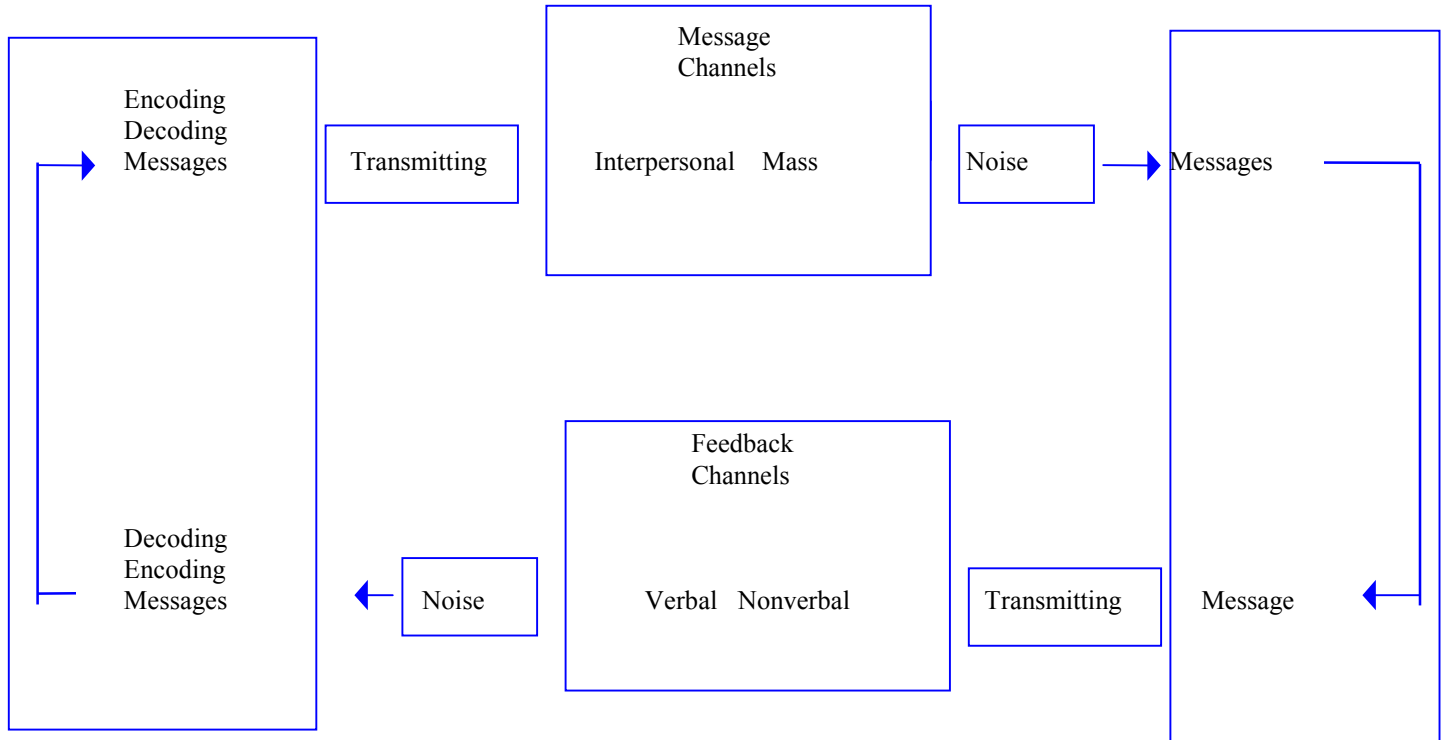 Message
Channels
Encoding
Decoding
Messages
Transmitting
Interpersonal Mass
Noise
Messages
Feedback
Channels
Decoding
Encoding
Messages
Noise
Verbal Nonverbal
Transmitting
Message